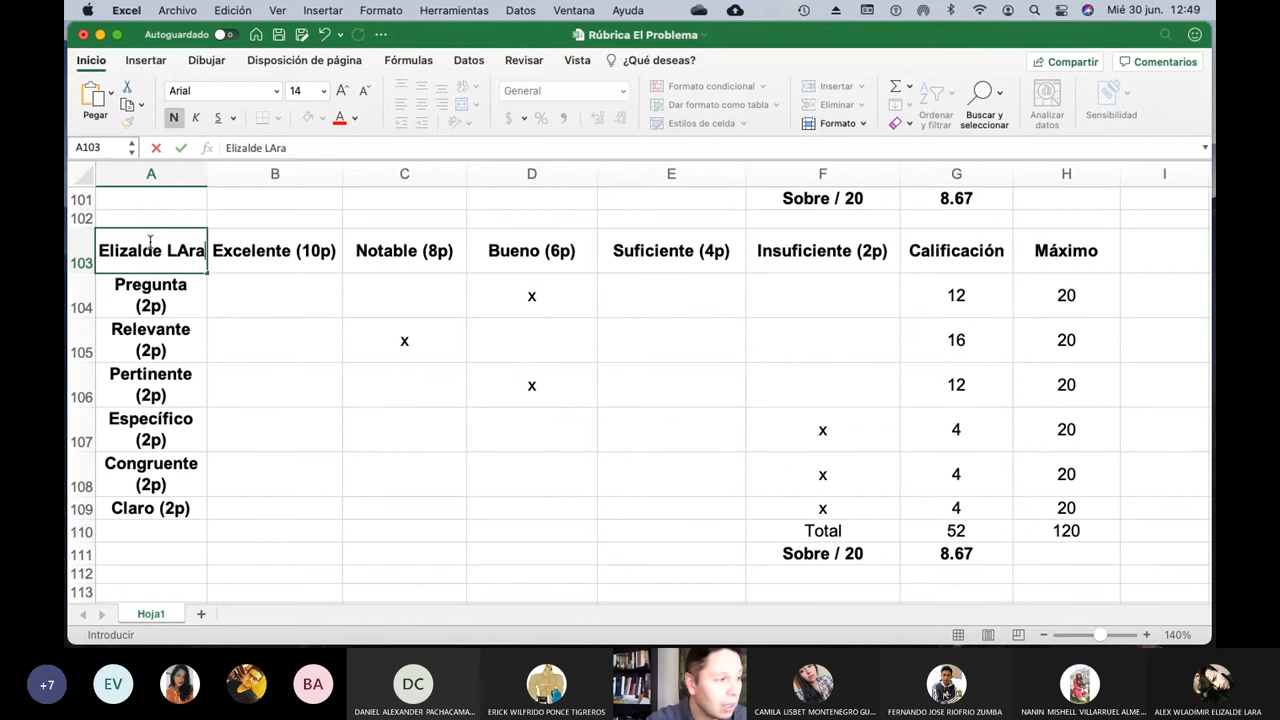 Excel Archivo Edición Ver Insertar Formato Herramientas Datos Ventana Ayuda Mié 30 jun. 12:49
Autoguardado Rúbrica El Problema
Inicio Insertar Dibujar Disposición de página Fórmulas Datos Revisar Vista ¿Qué deseas? Compartir Comentarios
Pegar Arial 14 General Formato condicional Insertar
Dar formato como tabla Eliminar Ordenar y filtrar Buscar y seleccionar Analizar datos Sensibilidad
N K S A $ % Estilos de celda Formato
A103 fx Elizalde LAra
A B C D E F G H I
101 Sobre / 20 8.67
102
103 Elizalde LAra Excelente (10p) Notable (8p) Bueno (6p) Suficiente (4p) Insuficiente (2p) Calificación Máximo
104 Pregunta (2p) x 12 20
105 Relevante (2p) x 16 20
106 Pertinente (2p) x 12 20
107 Específico (2p) x 4 20
108 Congruente (2p) x 4 20
109 Claro (2p) x 4 20
110 Total 52 120
111 Sobre / 20 8.67
112
113
Hoja1
Introducir 140%
+7 EV BA DC
DANIEL ALEXANDER PACHACAMA... ERICK WILFRIDO PONCE TIGREROS CAMILA LISBET MONTENEGRO GU... FERNANDO JOSE RIOFRIO ZUMBA NANIN MISHELL VILLARRUEL ALME... ALEX WLADIMIR ELIZALDE LARA